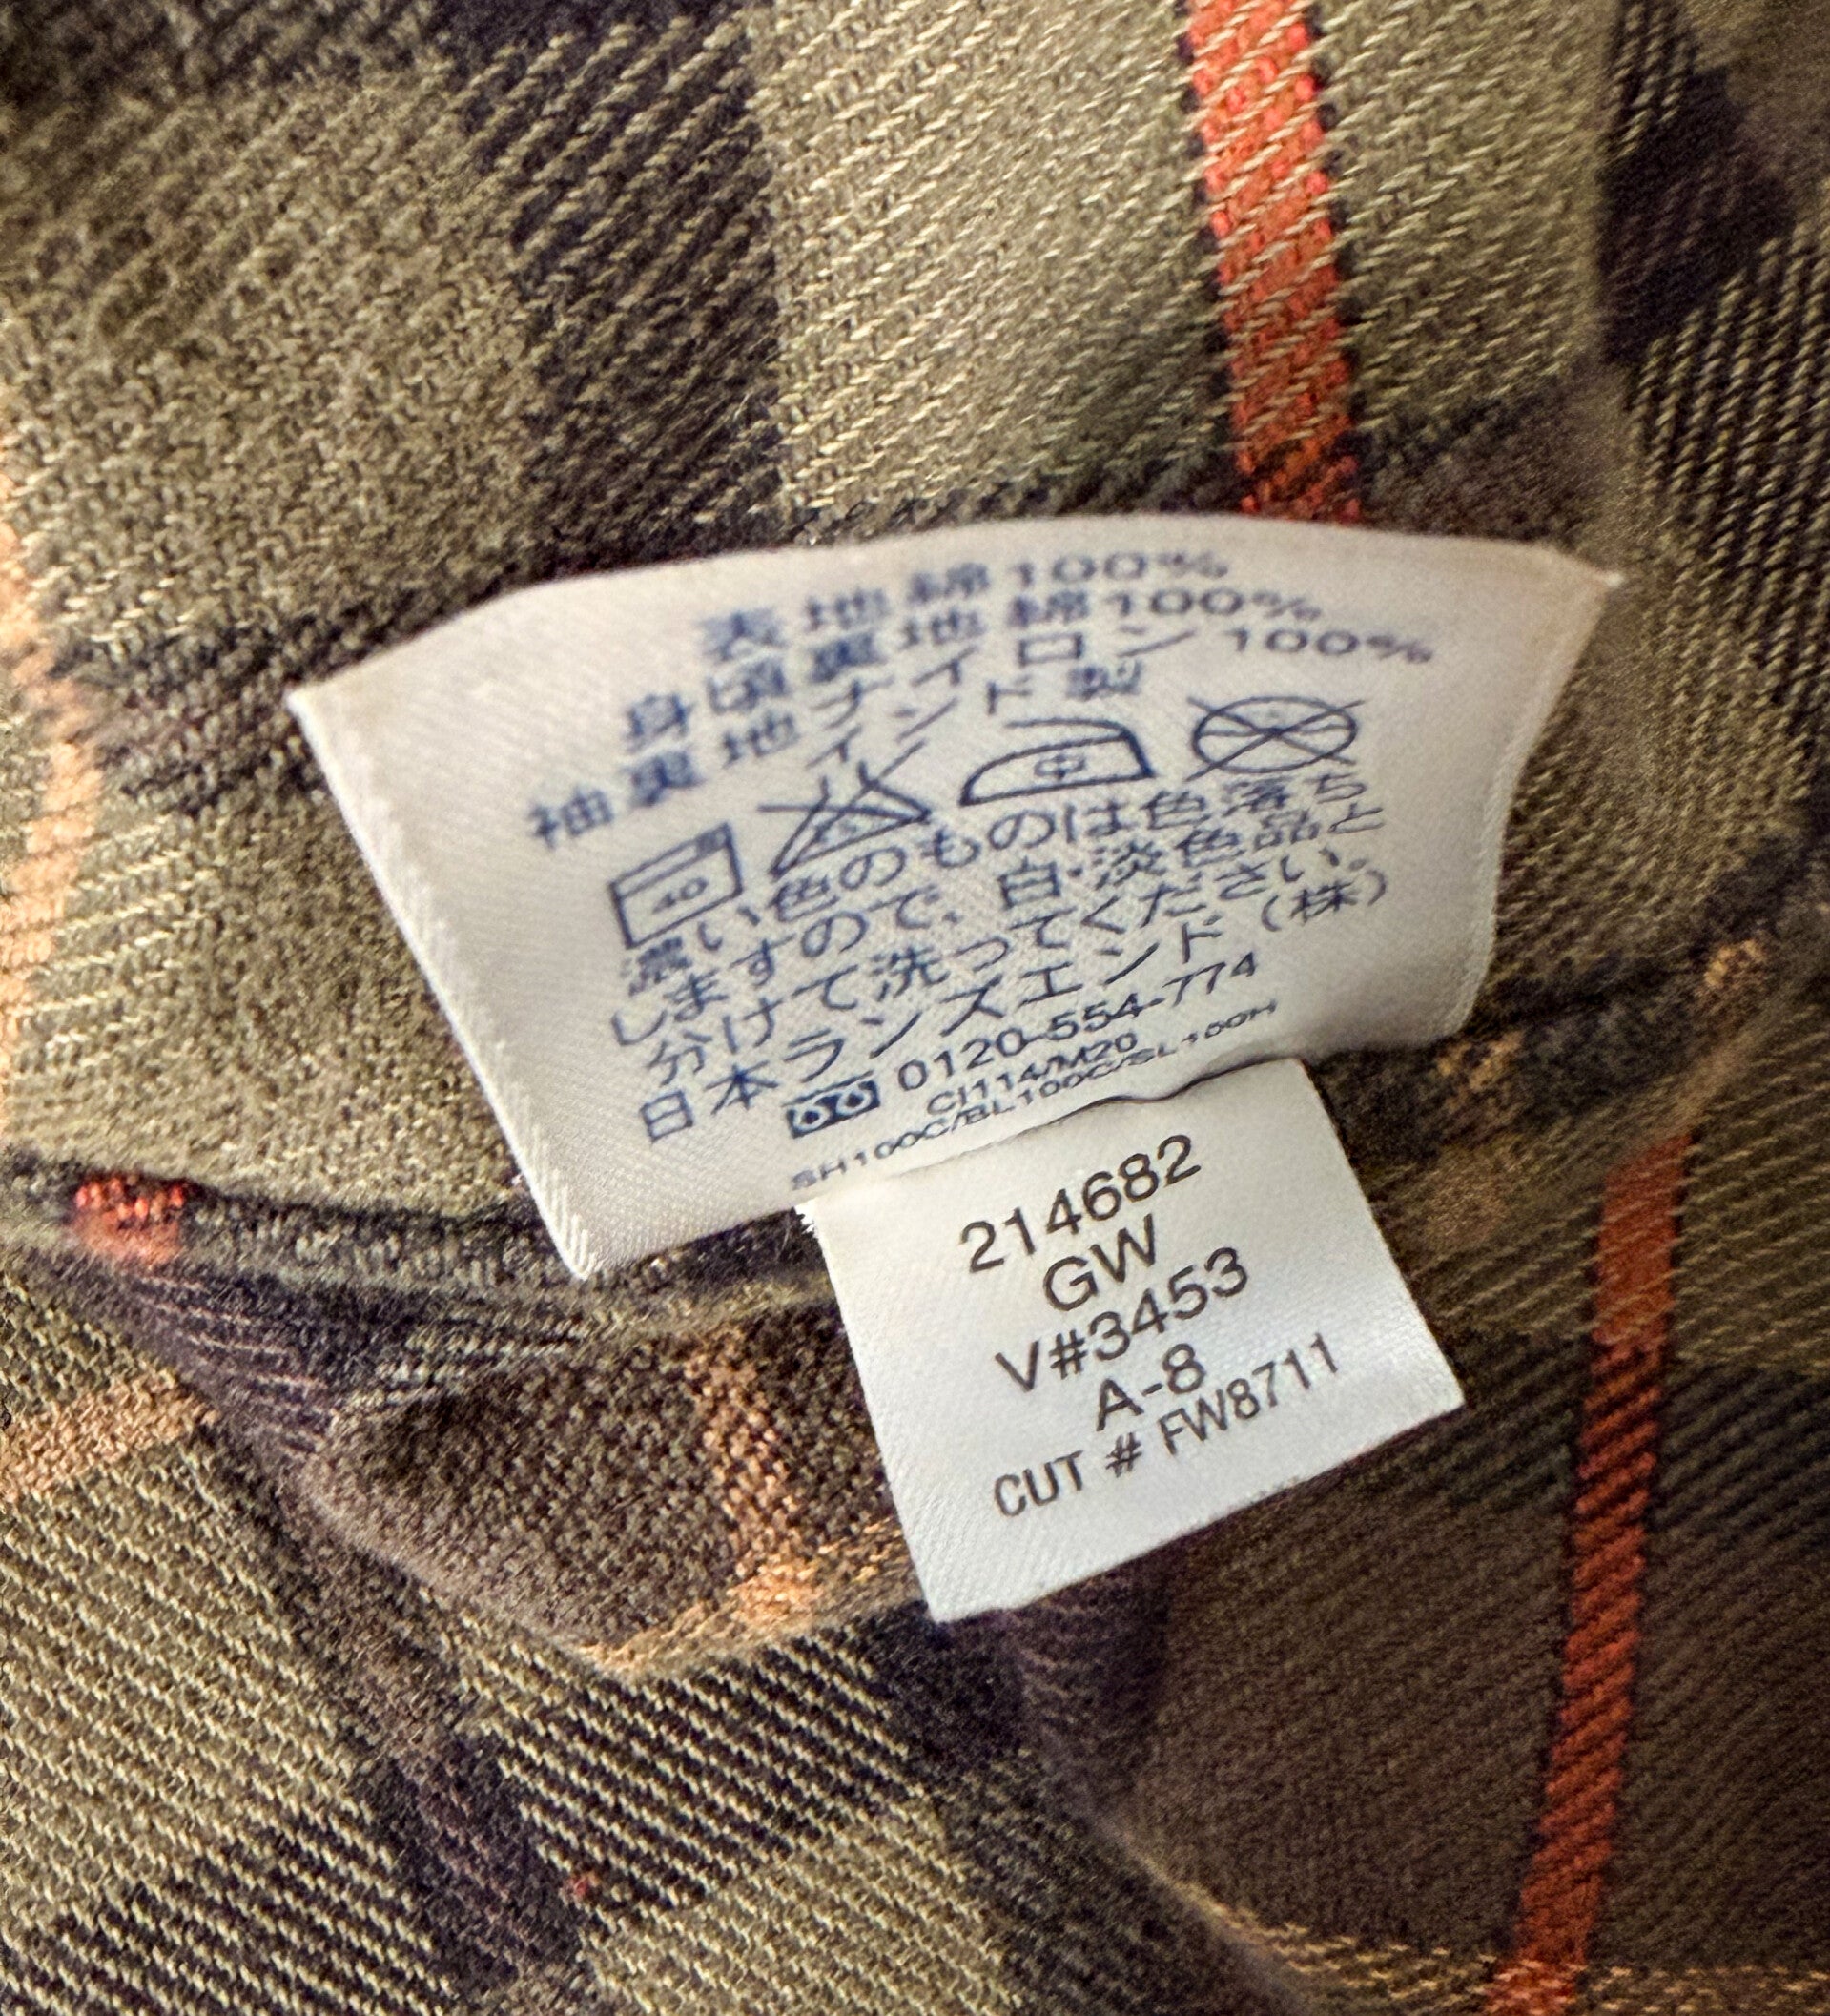 表地綿100%
身頃裏地綿100%
袖裏地ナイロン100%
インド製
40 中
濃い色のものは色落ち
しますので、白・淡色品と
分けて洗ってください。
日本ランズエンド(株)
0120-554-774
CI114/M20
SH100C/BL100C/SL100H
214682
GW
V#3453
A-8
CUT # FW8711